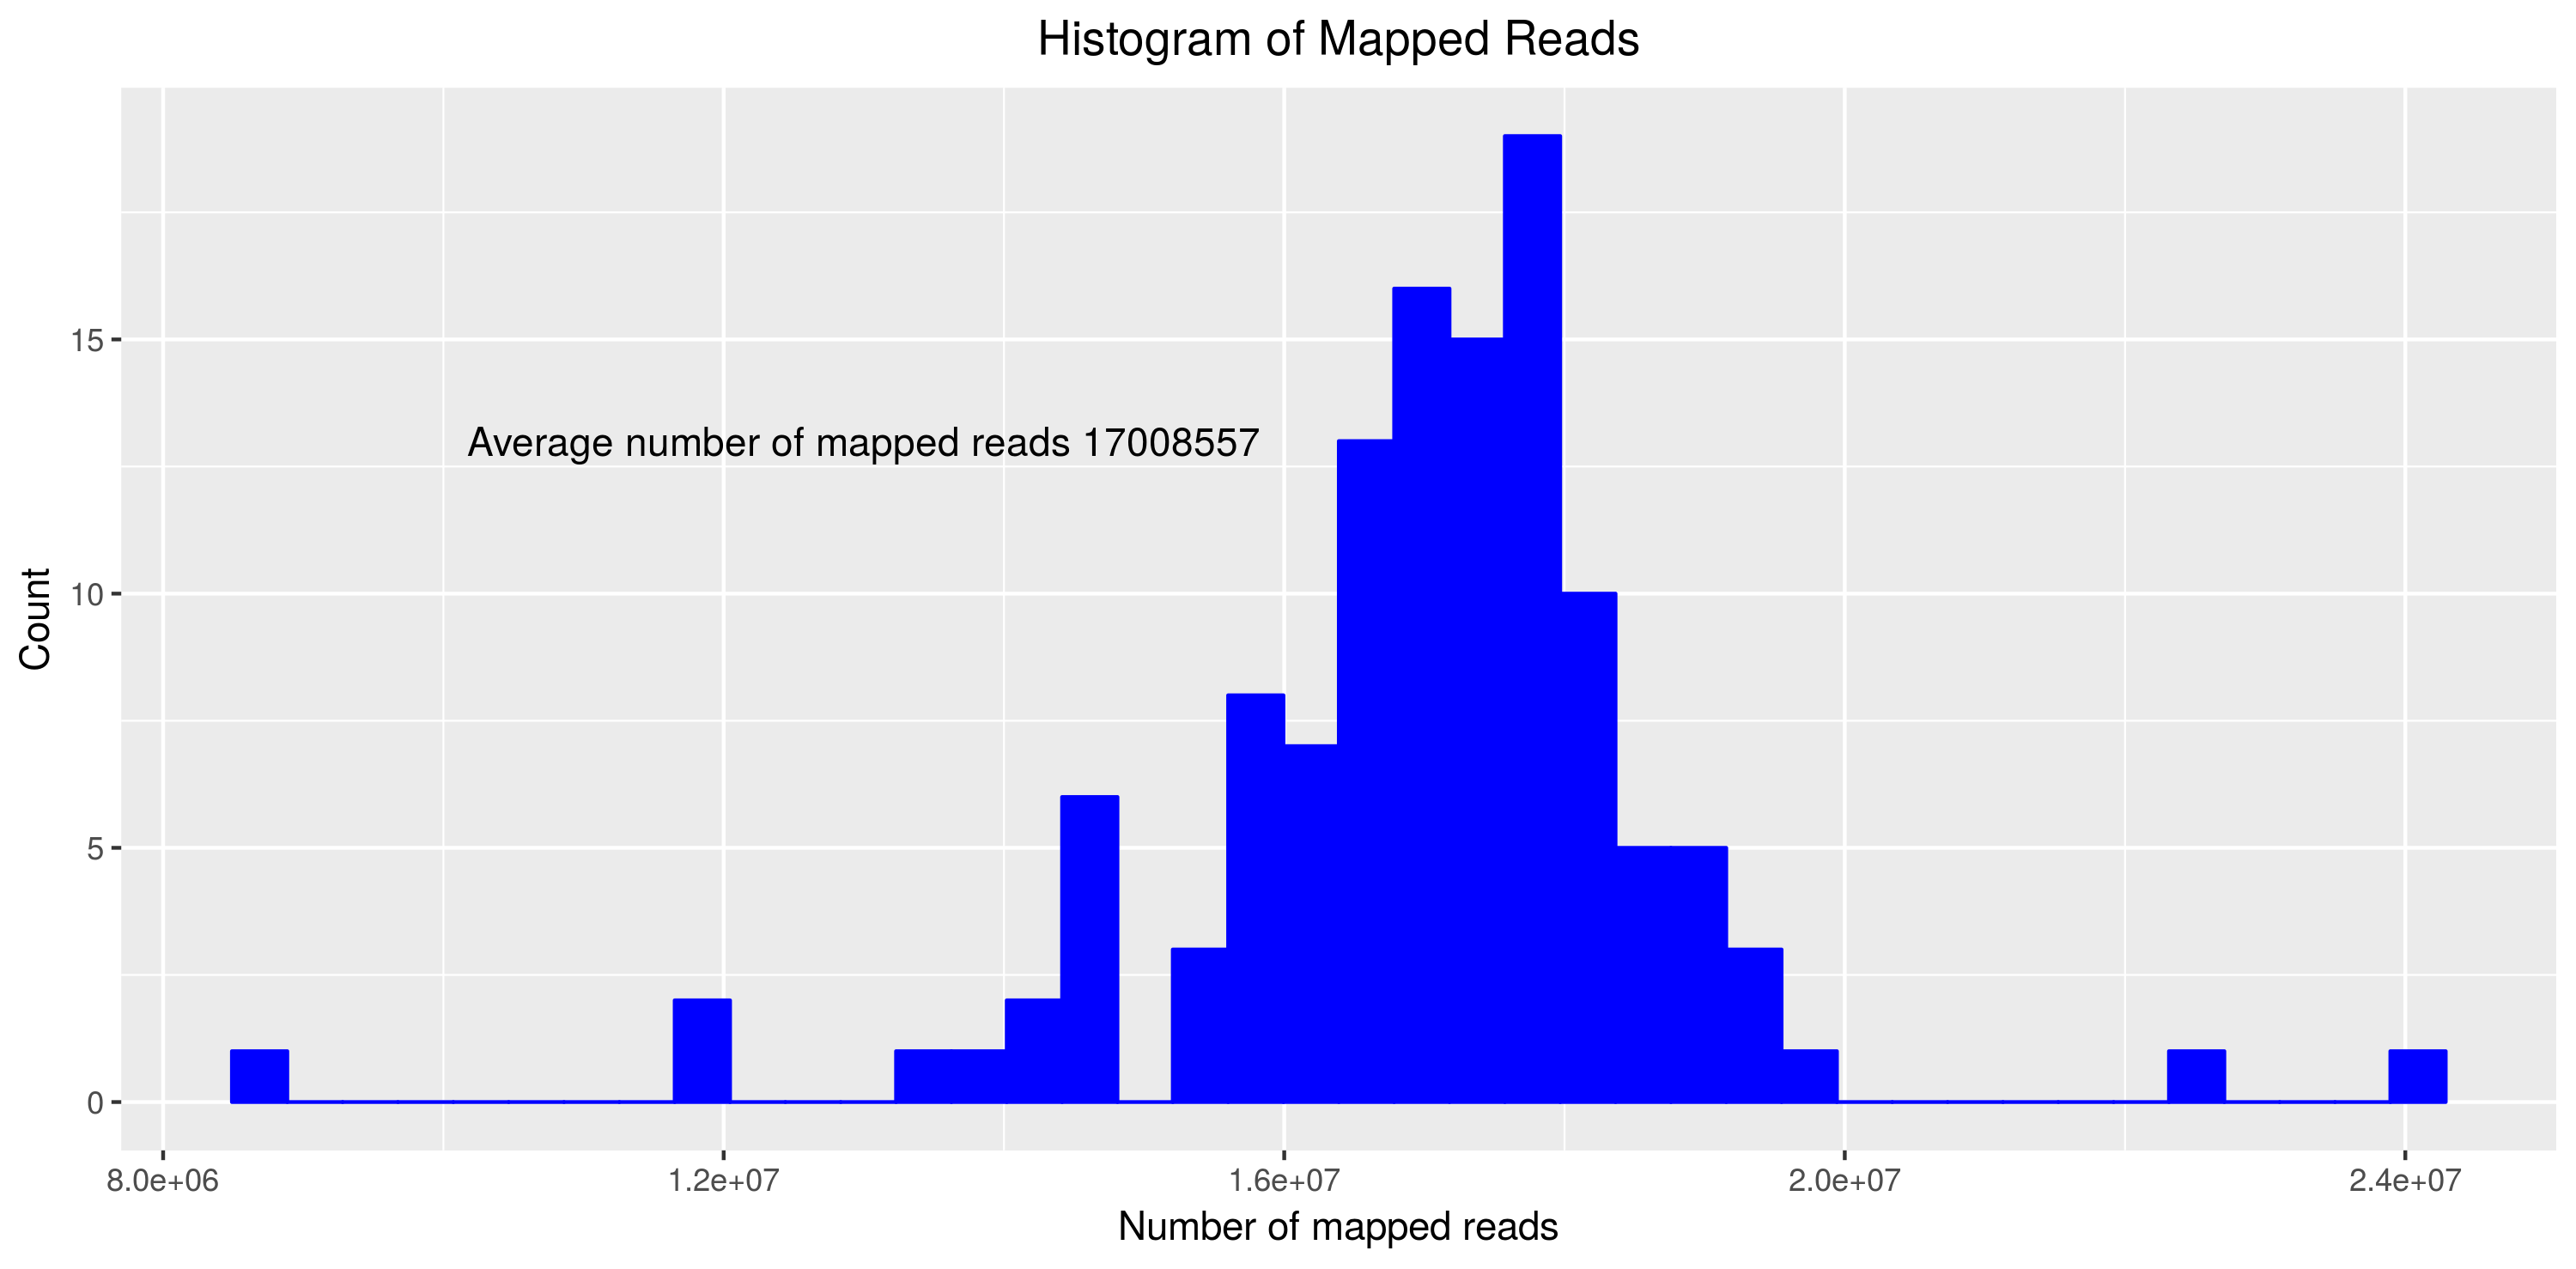 Histogram of Mapped Reads
15
Average number of mapped reads 17008557
10
Count
5
0
8.0e+06 1.2e+07 1.6e+07 2.0e+07 2.4e+07
Number of mapped reads